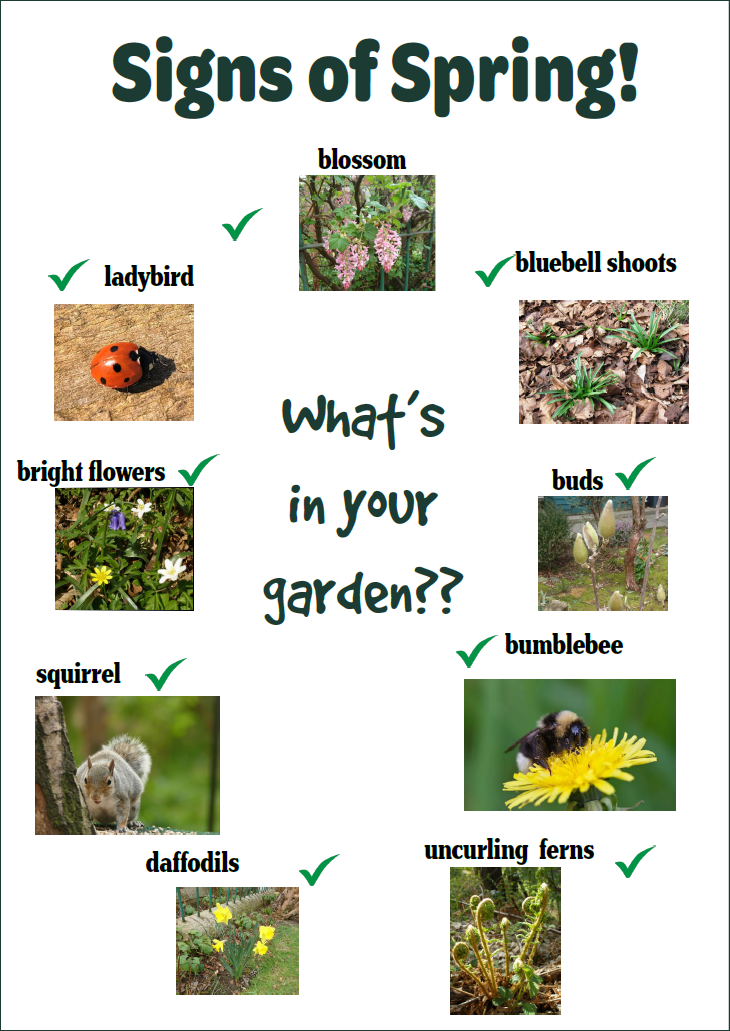 Signs of Spring!
blossom
ladybird
bluebell shoots
What's
in your
garden??
bright flowers
buds
squirrel
bumblebee
daffodils
uncurling ferns